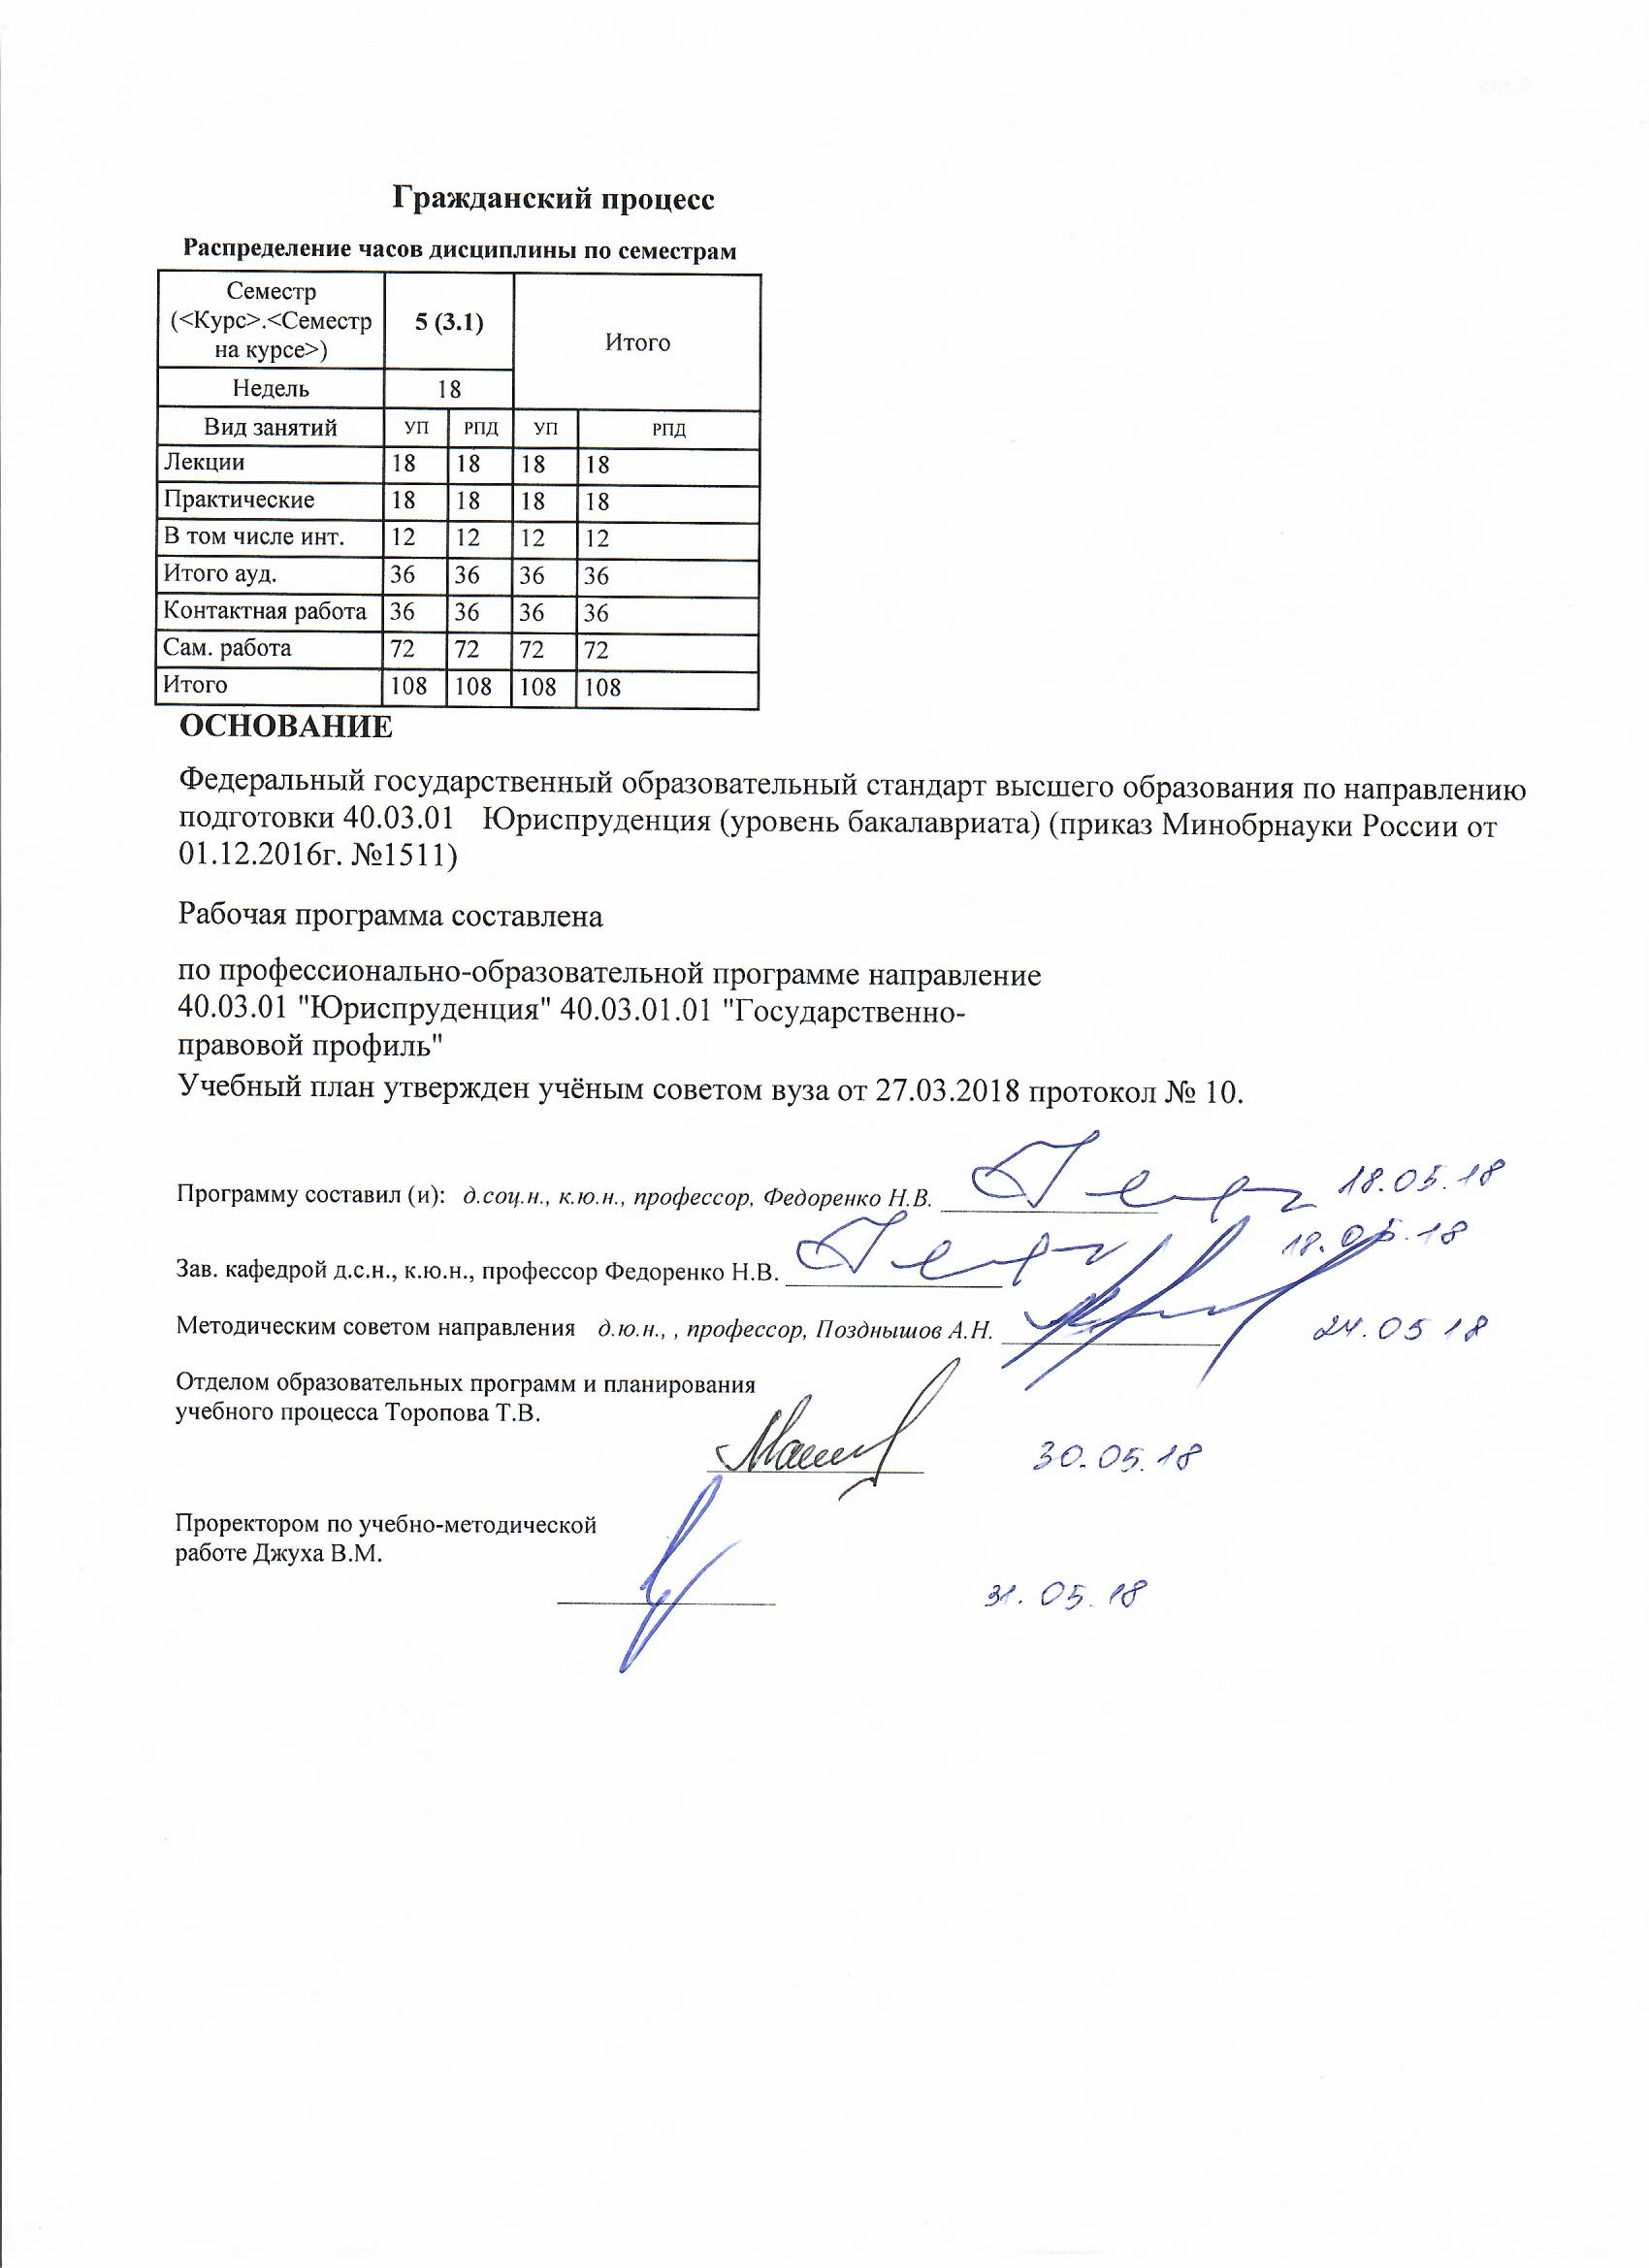 Гражданский процесс
Распределение часов дисциплины по семестрам
Семестр (<Курс>.<Семестр на курсе>) 5 (3.1) Итого
Недель 18
Вид занятий УП РПД УП РПД
Лекции 18 18 18 18
Практические 18 18 18 18
В том числе инт. 12 12 12 12
Итого ауд. 36 36 36 36
Контактная работа 36 36 36 36
Сам. работа 72 72 72 72
Итого 108 108 108 108
ОСНОВАНИЕ
Федеральный государственный образовательный стандарт высшего образования по направлению
подготовки 40.03.01 Юриспруденция (уровень бакалавриата) (приказ Минобрнауки России от
01.12.2016г. №1511)
Рабочая программа составлена
по профессионально-образовательной программе направление
40.03.01 "Юриспруденция" 40.03.01.01 "Государственно-
правовой профиль"
Учебный план утвержден учёным советом вуза от 27.03.2018 протокол № 10.
Программу составил (и): д.соц.н., к.ю.н., профессор, Федоренко Н.В. 18.05.18
Зав. кафедрой д.с.н., к.ю.н., профессор Федоренко Н.В. 18.05.18
Методическим советом направления д.ю.н., , профессор, Позднышов А.Н. 24.05 18
Отделом образовательных программ и планирования
учебного процесса Торопова Т.В.
30.05.18
Проректором по учебно-методической
работе Джуха В.М.
31.05.18